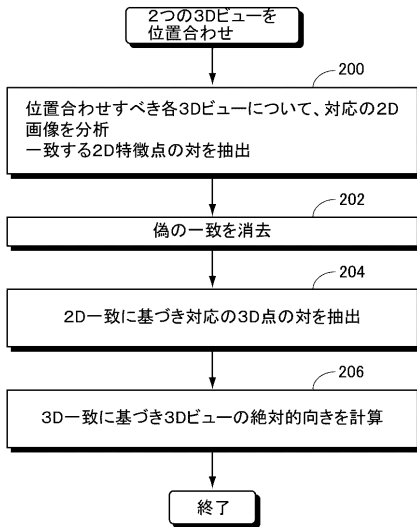 2つの3Dビューを
位置合わせ
200
位置合わせすべき各3Dビューについて、対応の2D
画像を分析
一致する2D特徴点の対を抽出
202
偽の一致を消去
204
2D一致に基づき対応の3D点の対を抽出
206
3D一致に基づき3Dビューの絶対的向きを計算
終了